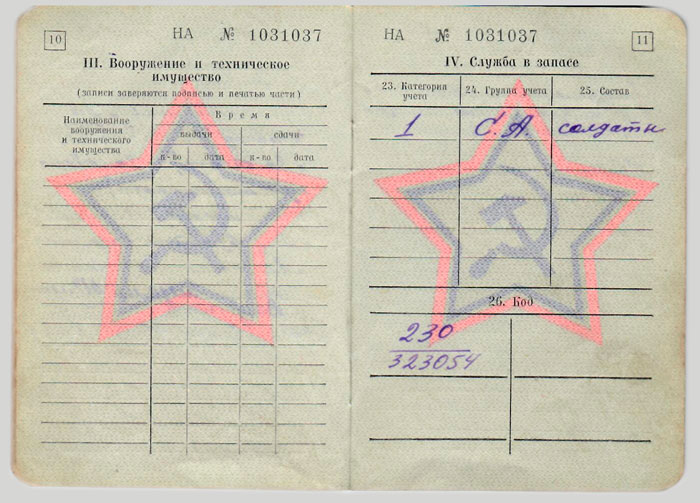 10
НА № 1031037
III. Вооружение и техническое
имущество
(записи заверяются подписью и печатью части)
Наименование
вооружения
и технического
имущества
Время
выдачи
сдачи
к-во
дата
к-во
дата
НА № 1031037
11
IV. Служба в запасе
23. Категория
учета
24. Группа учета
25. Состав
1
С. А.
солдаты
26. Код
230
323054